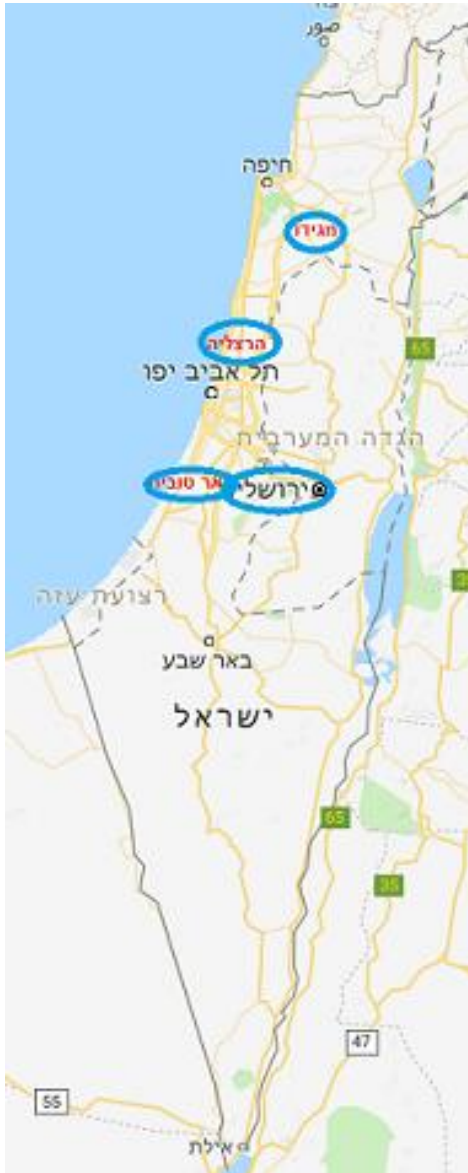 צור
חיפה
מגידו
הרצליה
תל אביב יפו
65
הגדה המערבית
ירושלי
רצועת עזה
באר שבע
ישראל
65
35
47
55
אילת